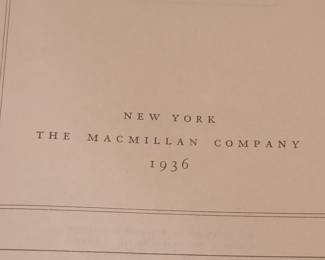 NEW YORK
THE MACMILLAN COMPANY
1936